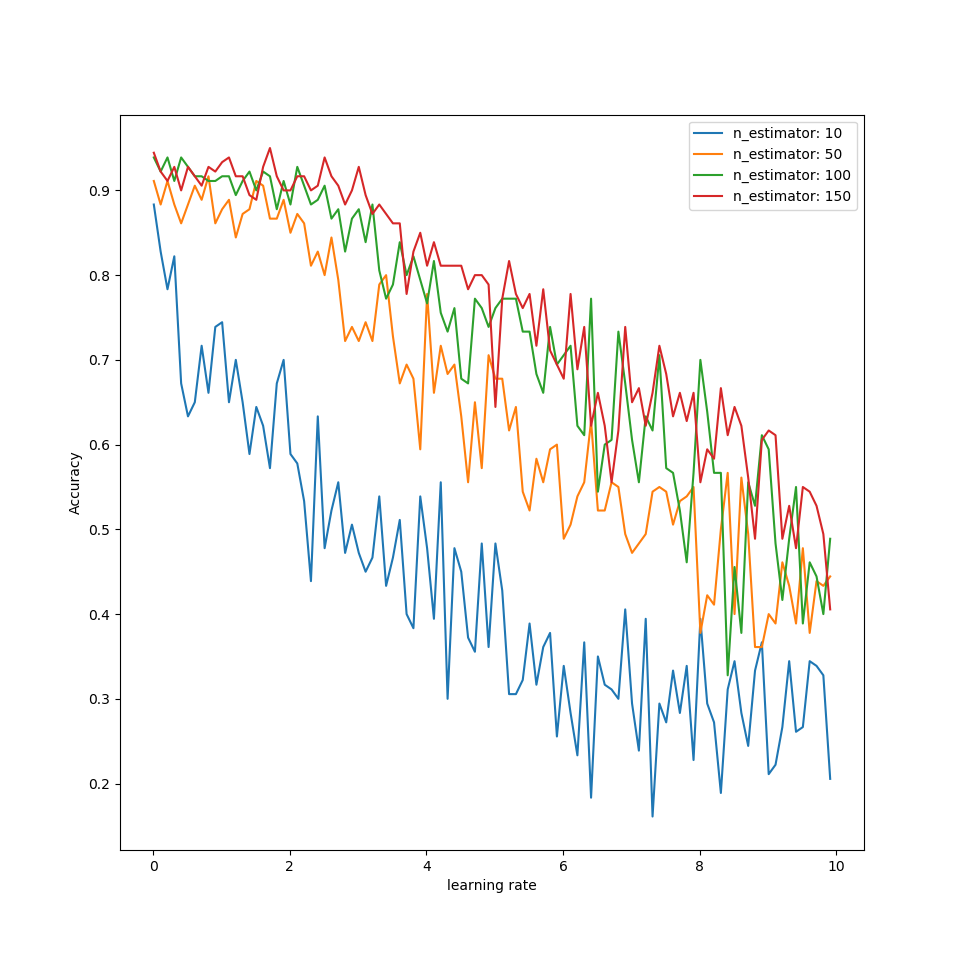 n_estimator: 10
n_estimator: 50
n_estimator: 100
n_estimator: 150
0.9
0.8
0.7
0.6
0.5
0.4
0.3
0.2
Accuracy
0 2 4 6 8 10
learning rate